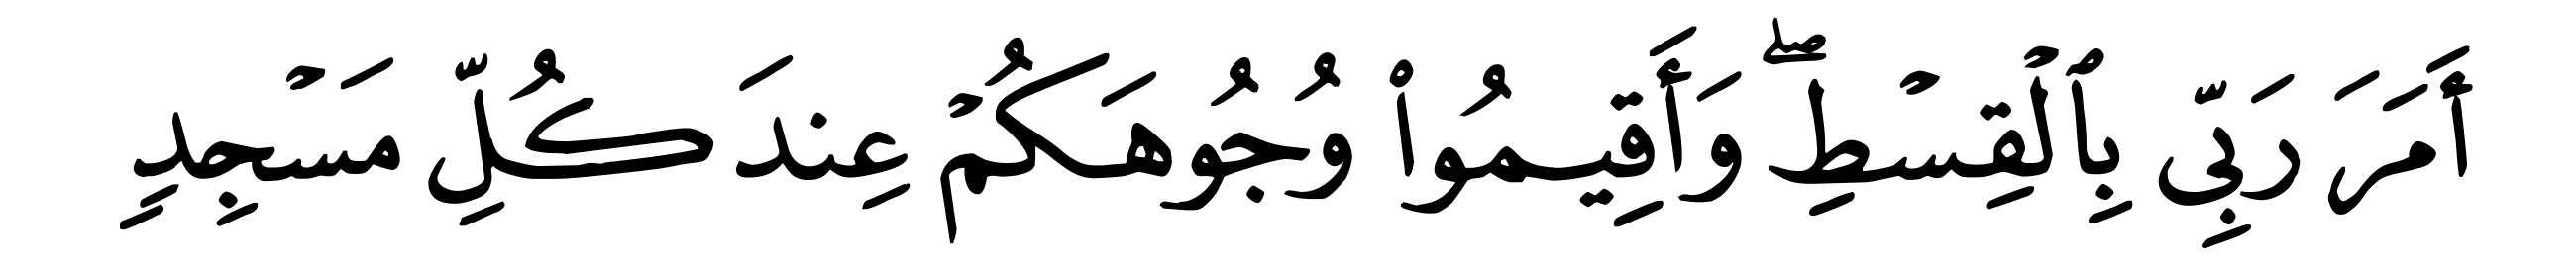 أَمَرَ رَبِّي بِٱلۡقِسۡطِۖ وَأَقِيمُواْ وُجُوهَكُمۡ عِندَ كُلِّ مَسۡجِدٖ